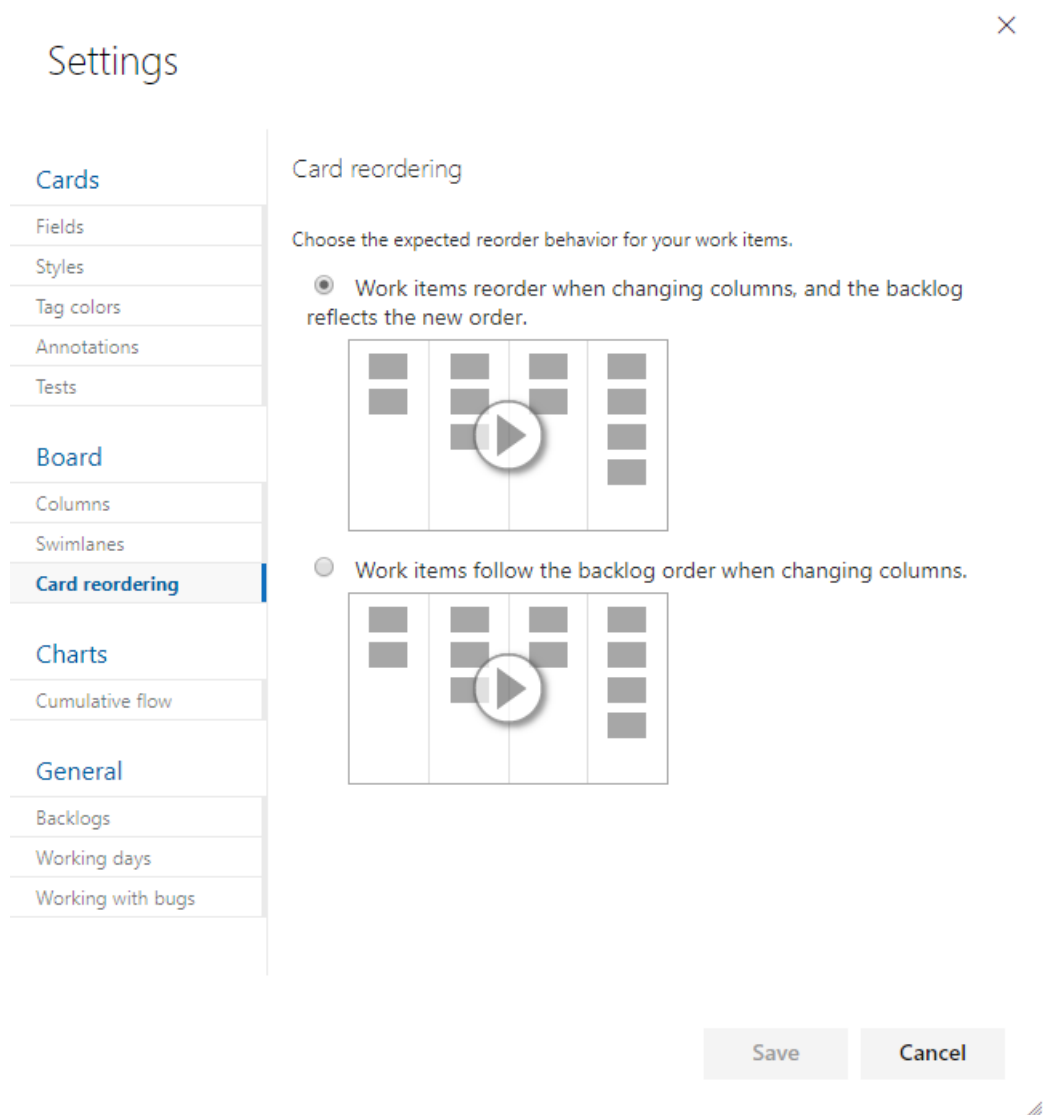 Settings
Cards
Fields
Styles
Tag colors
Annotations
Tests
Board
Columns
Swimlanes
Card reordering
Charts
Cumulative flow
General
Backlogs
Working days
Working with bugs
Card reordering
Choose the expected reorder behavior for your work items.
Work items reorder when changing columns, and the backlog
reflects the new order.
Work items follow the backlog order when changing columns.
Save
Cancel